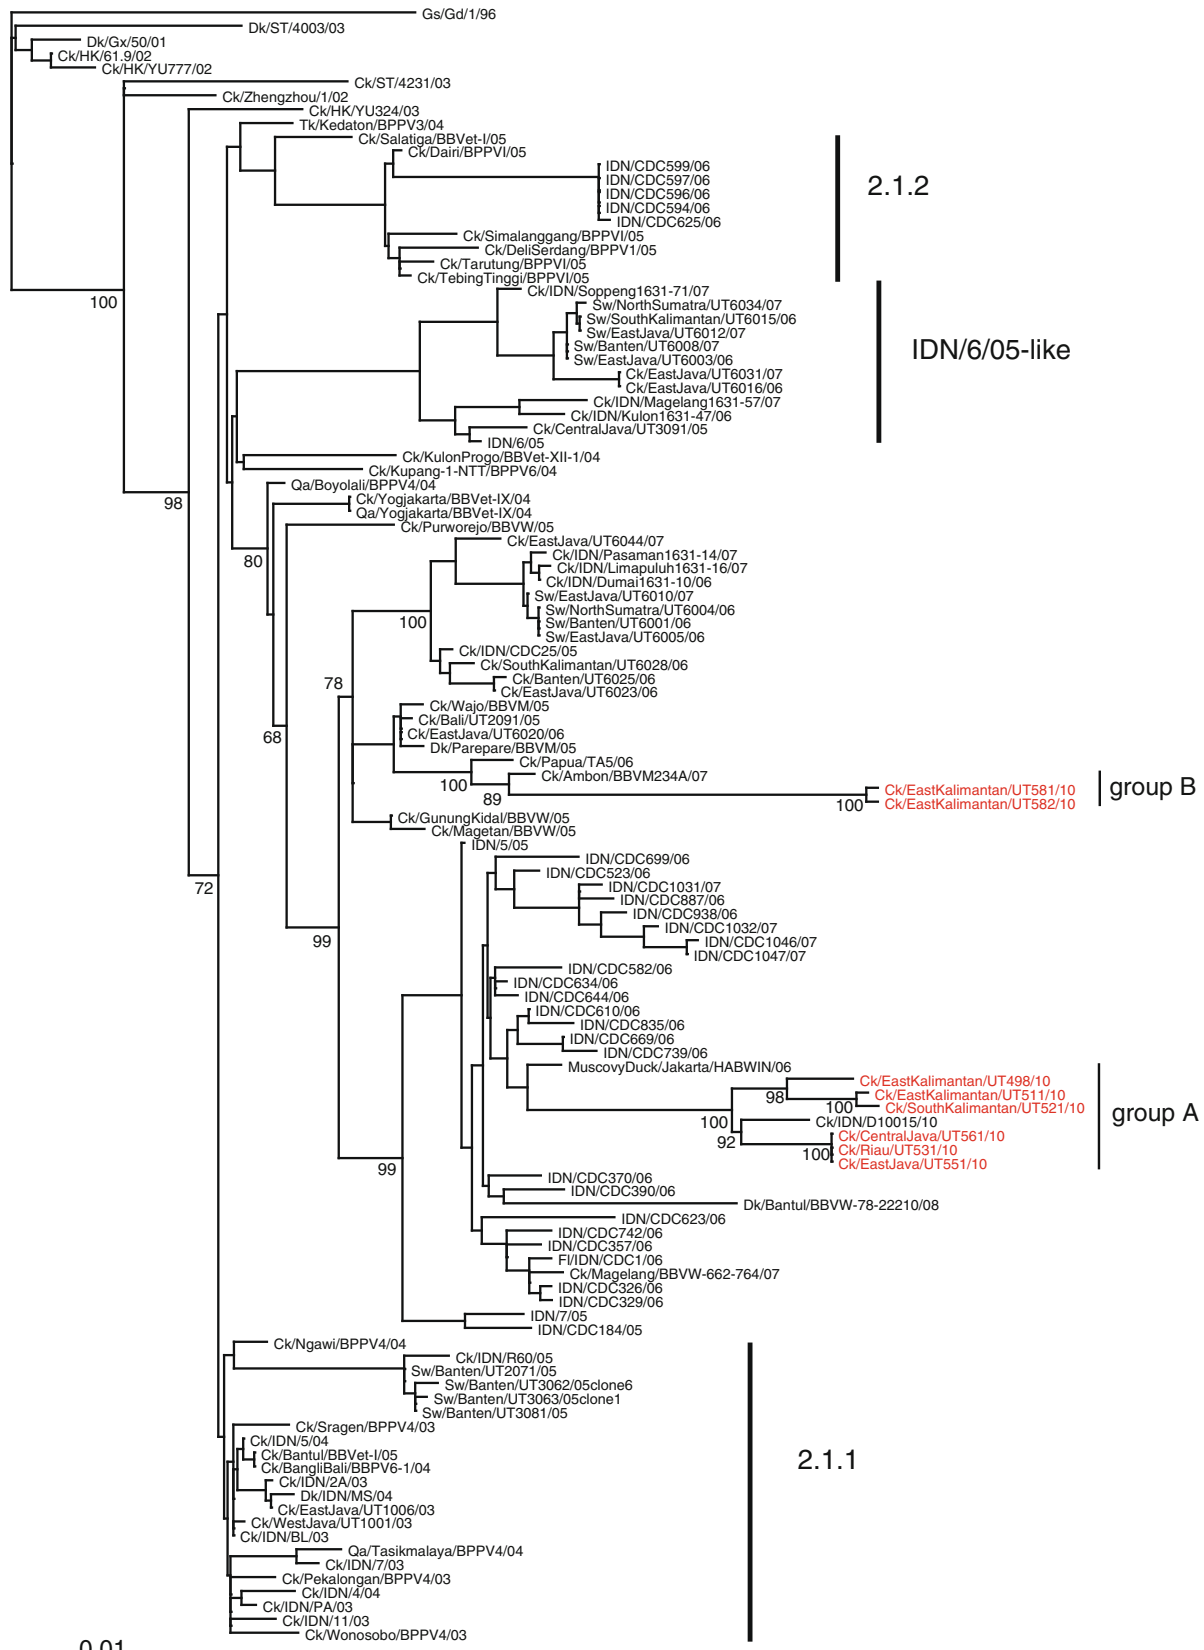 Gs/Gd/1/96
Dk/ST/4003/03
Dk/Gx/50/01
Ck/HK/61.9/02
Ck/HK/YU777/02
Ck/ST/4231/03
Ck/Zhengzhou/1/02
Ck/HK/YU324/03
Tk/Kedaton/BPPV3/04
Ck/Salatiga/BBVet-I/05
Ck/Dairi/BPPVI/05
IDN/CDC599/06
IDN/CDC597/06
2.1.2
IDN/CDC596/06
IDN/CDC594/06
IDN/CDC625/06
Ck/Simalanggang/BPPVI/05
Ck/DeliSerdang/BPPV1/05
Ck/Tarutung/BPPVI/05
Ck/TebingTinggi/BPPVI/05
Ck/IDN/Soppeng1631-71/07
100
Sw/NorthSumatra/UT6034/07
Sw/SouthKalimantan/UT6015/06
Sw/EastJava/UT6012/07
Sw/Banten/UT6008/07
IDN/6/05-like
Sw/EastJava/UT6003/06
Ck/EastJava/UT6031/07
Ck/EastJava/UT6016/06
Ck/IDN/Magelang1631-57/07
Ck/IDN/Kulon1631-47/06
Ck/CentralJava/UT3091/05
IDN/6/05
Ck/KulonProgo/BBVet-XII-1/04
Ck/Kupang-1-NTT/BPPV6/04
Qa/Boyolali/BPPV4/04
Ck/Yogjakarta/BBVet-IX/04
98
Qa/Yogjakarta/BBVet-IX/04
Ck/Purworejo/BBVW/05
Ck/EastJava/UT6044/07
Ck/IDN/Pasaman1631-14/07
80
Ck/IDN/Limapuluh1631-16/07
Ck/IDN/Dumai1631-10/06
Sw/EastJava/UT6010/07
Sw/NorthSumatra/UT6004/06
100
Sw/Banten/UT6001/06
Sw/EastJava/UT6005/06
Ck/IDN/CDC25/05
Ck/SouthKalimantan/UT6028/06
Ck/Banten/UT6025/06
78
Ck/EastJava/UT6023/06
Ck/Wajo/BBVM/05
Ck/Bali/UT2091/05
Ck/EastJava/UT6020/06
68
Dk/Parepare/BBVM/05
Ck/Papua/TA5/06
Ck/Ambon/BBVM234A/07
100
Ck/EastKalimantan/UT581/10
group B
89
Ck/EastKalimantan/UT582/10
100
Ck/GunungKidal/BBVW/05
Ck/Magetan/BBVW/05
IDN/5/05
IDN/CDC699/06
IDN/CDC523/06
72
IDN/CDC1031/07
IDN/CDC887/06
IDN/CDC938/06
IDN/CDC1032/07
99
IDN/CDC1046/07
IDN/CDC1047/07
IDN/CDC582/06
IDN/CDC634/06
IDN/CDC644/06
IDN/CDC610/06
IDN/CDC835/06
IDN/CDC669/06
IDN/CDC739/06
MuscovyDuck/Jakarta/HABWIN/06
Ck/EastKalimantan/UT498/10
98
Ck/EastKalimantan/UT511/10
100
Ck/SouthKalimantan/UT521/10
group A
100
Ck/IDN/D10015/10
92
Ck/CentralJava/UT561/10
100
Ck/Riau/UT531/10
Ck/EastJava/UT551/10
99
IDN/CDC370/06
IDN/CDC390/06
Dk/Bantul/BBVW-78-22210/08
IDN/CDC623/06
IDN/CDC742/06
IDN/CDC357/06
Fl/IDN/CDC1/06
Ck/Magelang/BBVW-662-764/07
IDN/CDC326/06
IDN/CDC329/06
IDN/7/05
IDN/CDC184/05
Ck/Ngawi/BPPV4/04
Ck/IDN/R60/05
Sw/Banten/UT2071/05
Sw/Banten/UT3062/05clone6
Sw/Banten/UT3063/05clone1
Sw/Banten/UT3081/05
Ck/Sragen/BPPV4/03
Ck/IDN/5/04
Ck/Bantul/BBVet-I/05
2.1.1
Ck/BangliBali/BBPV6-1/04
Ck/IDN/2A/03
Dk/IDN/MS/04
Ck/EastJava/UT1006/03
Ck/WestJava/UT1001/03
Ck/IDN/BL/03
Qa/Tasikmalaya/BPPV4/04
Ck/IDN/7/03
Ck/Pekalongan/BPPV4/03
Ck/IDN/4/04
Ck/IDN/PA/03
Ck/IDN/11/03
Ck/Wonosobo/BPPV4/03
0.01